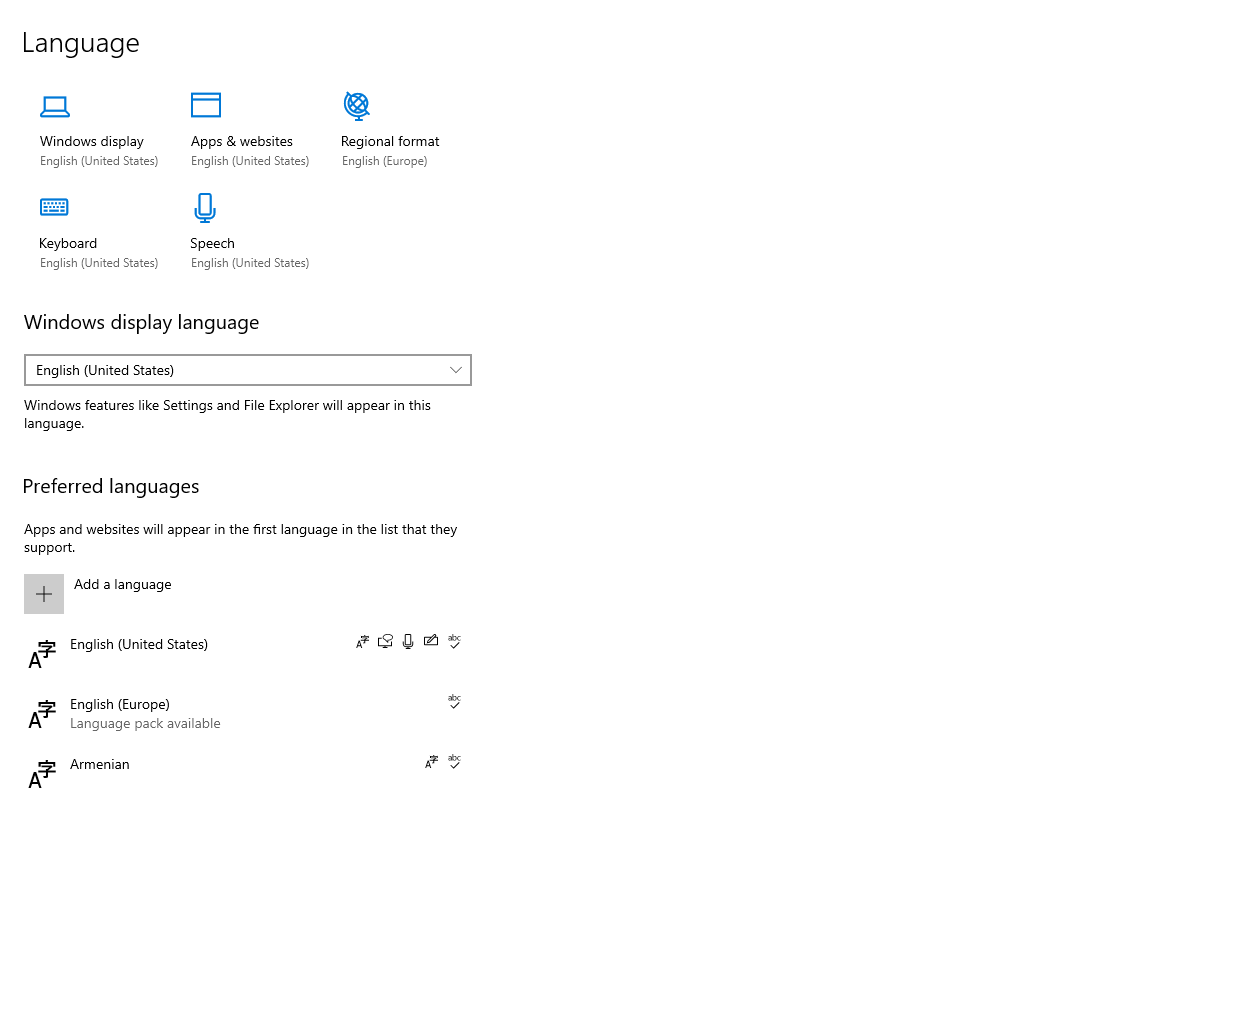 Language
Windows display
English (United States)
Apps & websites
English (United States)
Regional format
English (Europe)
Keyboard
English (United States)
Speech
English (United States)
Windows display language
English (United States)
Windows features like Settings and File Explorer will appear in this
language.
Preferred languages
Apps and websites will appear in the first language in the list that they
support.
Add a language
English (United States)
English (Europe)
Language pack available
Armenian